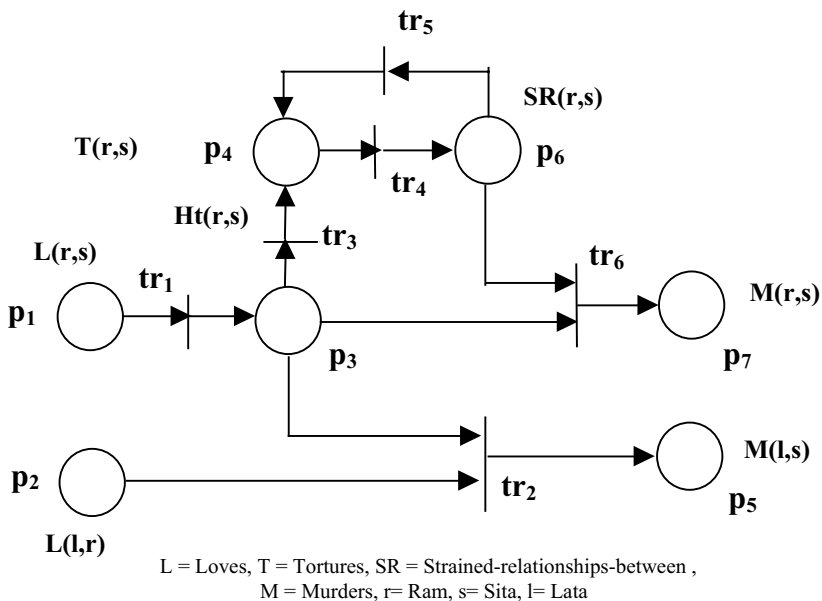 tr5
SR(r,s)
T(r,s)
p4
p6
tr4
Ht(r,s)
tr3
L(r,s)
tr1
tr6
M(r,s)
p1
p3
p7
p2
M(l,s)
tr2
p5
L(l,r)
L = Loves, T = Tortures, SR = Strained-relationships-between ,
M = Murders, r= Ram, s= Sita, l= Lata